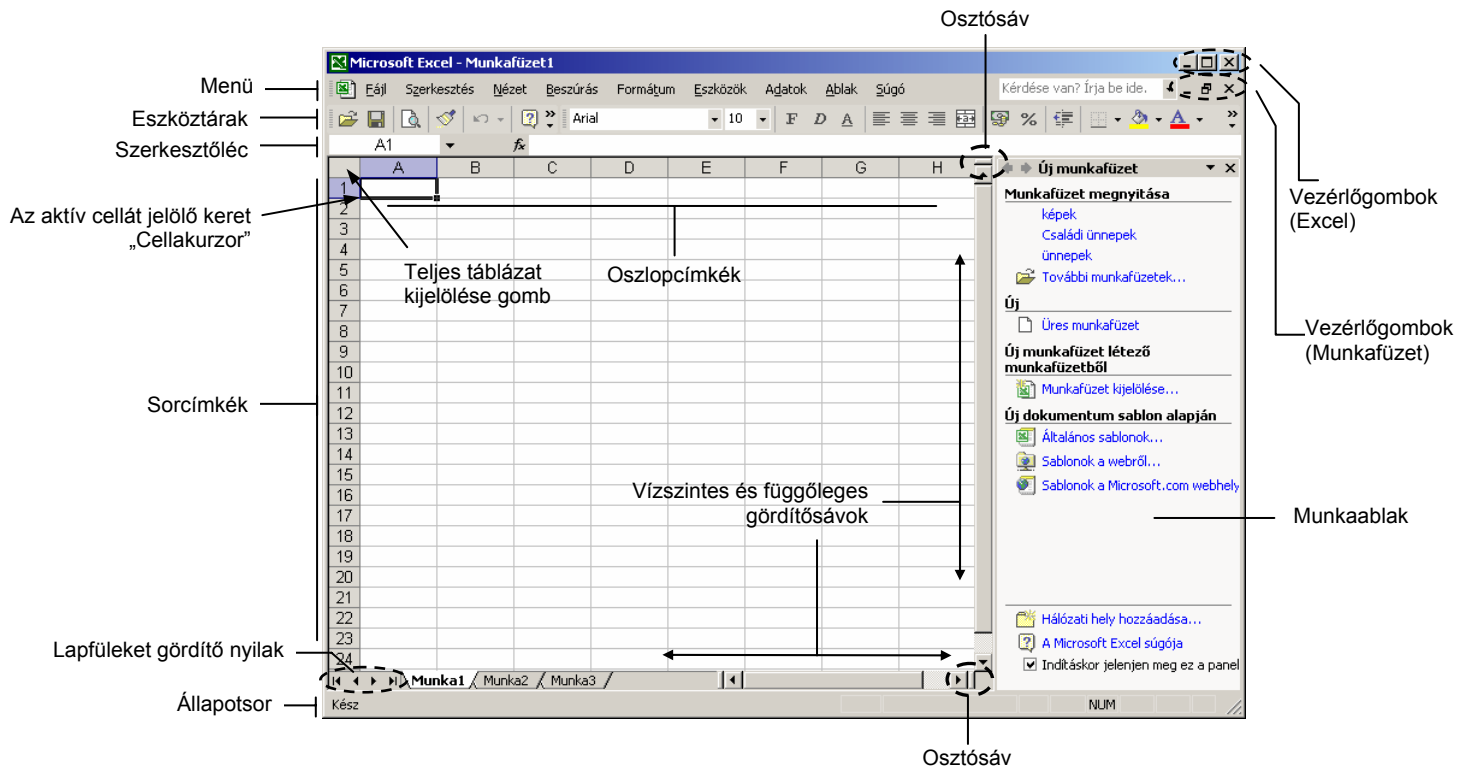 Osztósáv
Microsoft Excel - Munkafüzet1
Menü
Fájl Szerkesztés Nézet Beszúrás Formátum Eszközök Adatok Ablak Súgó
Kérdése van? Írja be ide.
Eszköztárak
Arial 10 F D A
Szerkesztőléc
A1 fx
A B C D E F G H
Új munkafüzet
Munkafüzet megnyitása
képek
Családi ünnepek
ünnepek
További munkafüzetek...
Új
Üres munkafüzet
Új munkafüzet létező
munkafüzetből
Munkafüzet kijelölése...
Új dokumentum sablon alapján
Általános sablonok...
Sablonok a webről...
Sablonok a Microsoft.com webhely
Hálózati hely hozzáadása...
A Microsoft Excel súgója
Indításkor jelenjen meg ez a panel
Vezérlőgombok
(Excel)
Vezérlőgombok
(Munkafüzet)
Munkaablak
Az aktív cellát jelölő keret
„Cellakurzor”
Teljes táblázat
kijelölése gomb
Oszlopcímkék
Sorcímkék
1
2
3
4
5
6
7
8
9
10
11
12
13
14
15
16
17
18
19
20
21
22
23
24
Vízszintes és függőleges
gördítősávok
Lapfüleket gördítő nyilak
Munka1 Munka2 Munka3
Állapotsor
Kész
NUM
Osztósáv